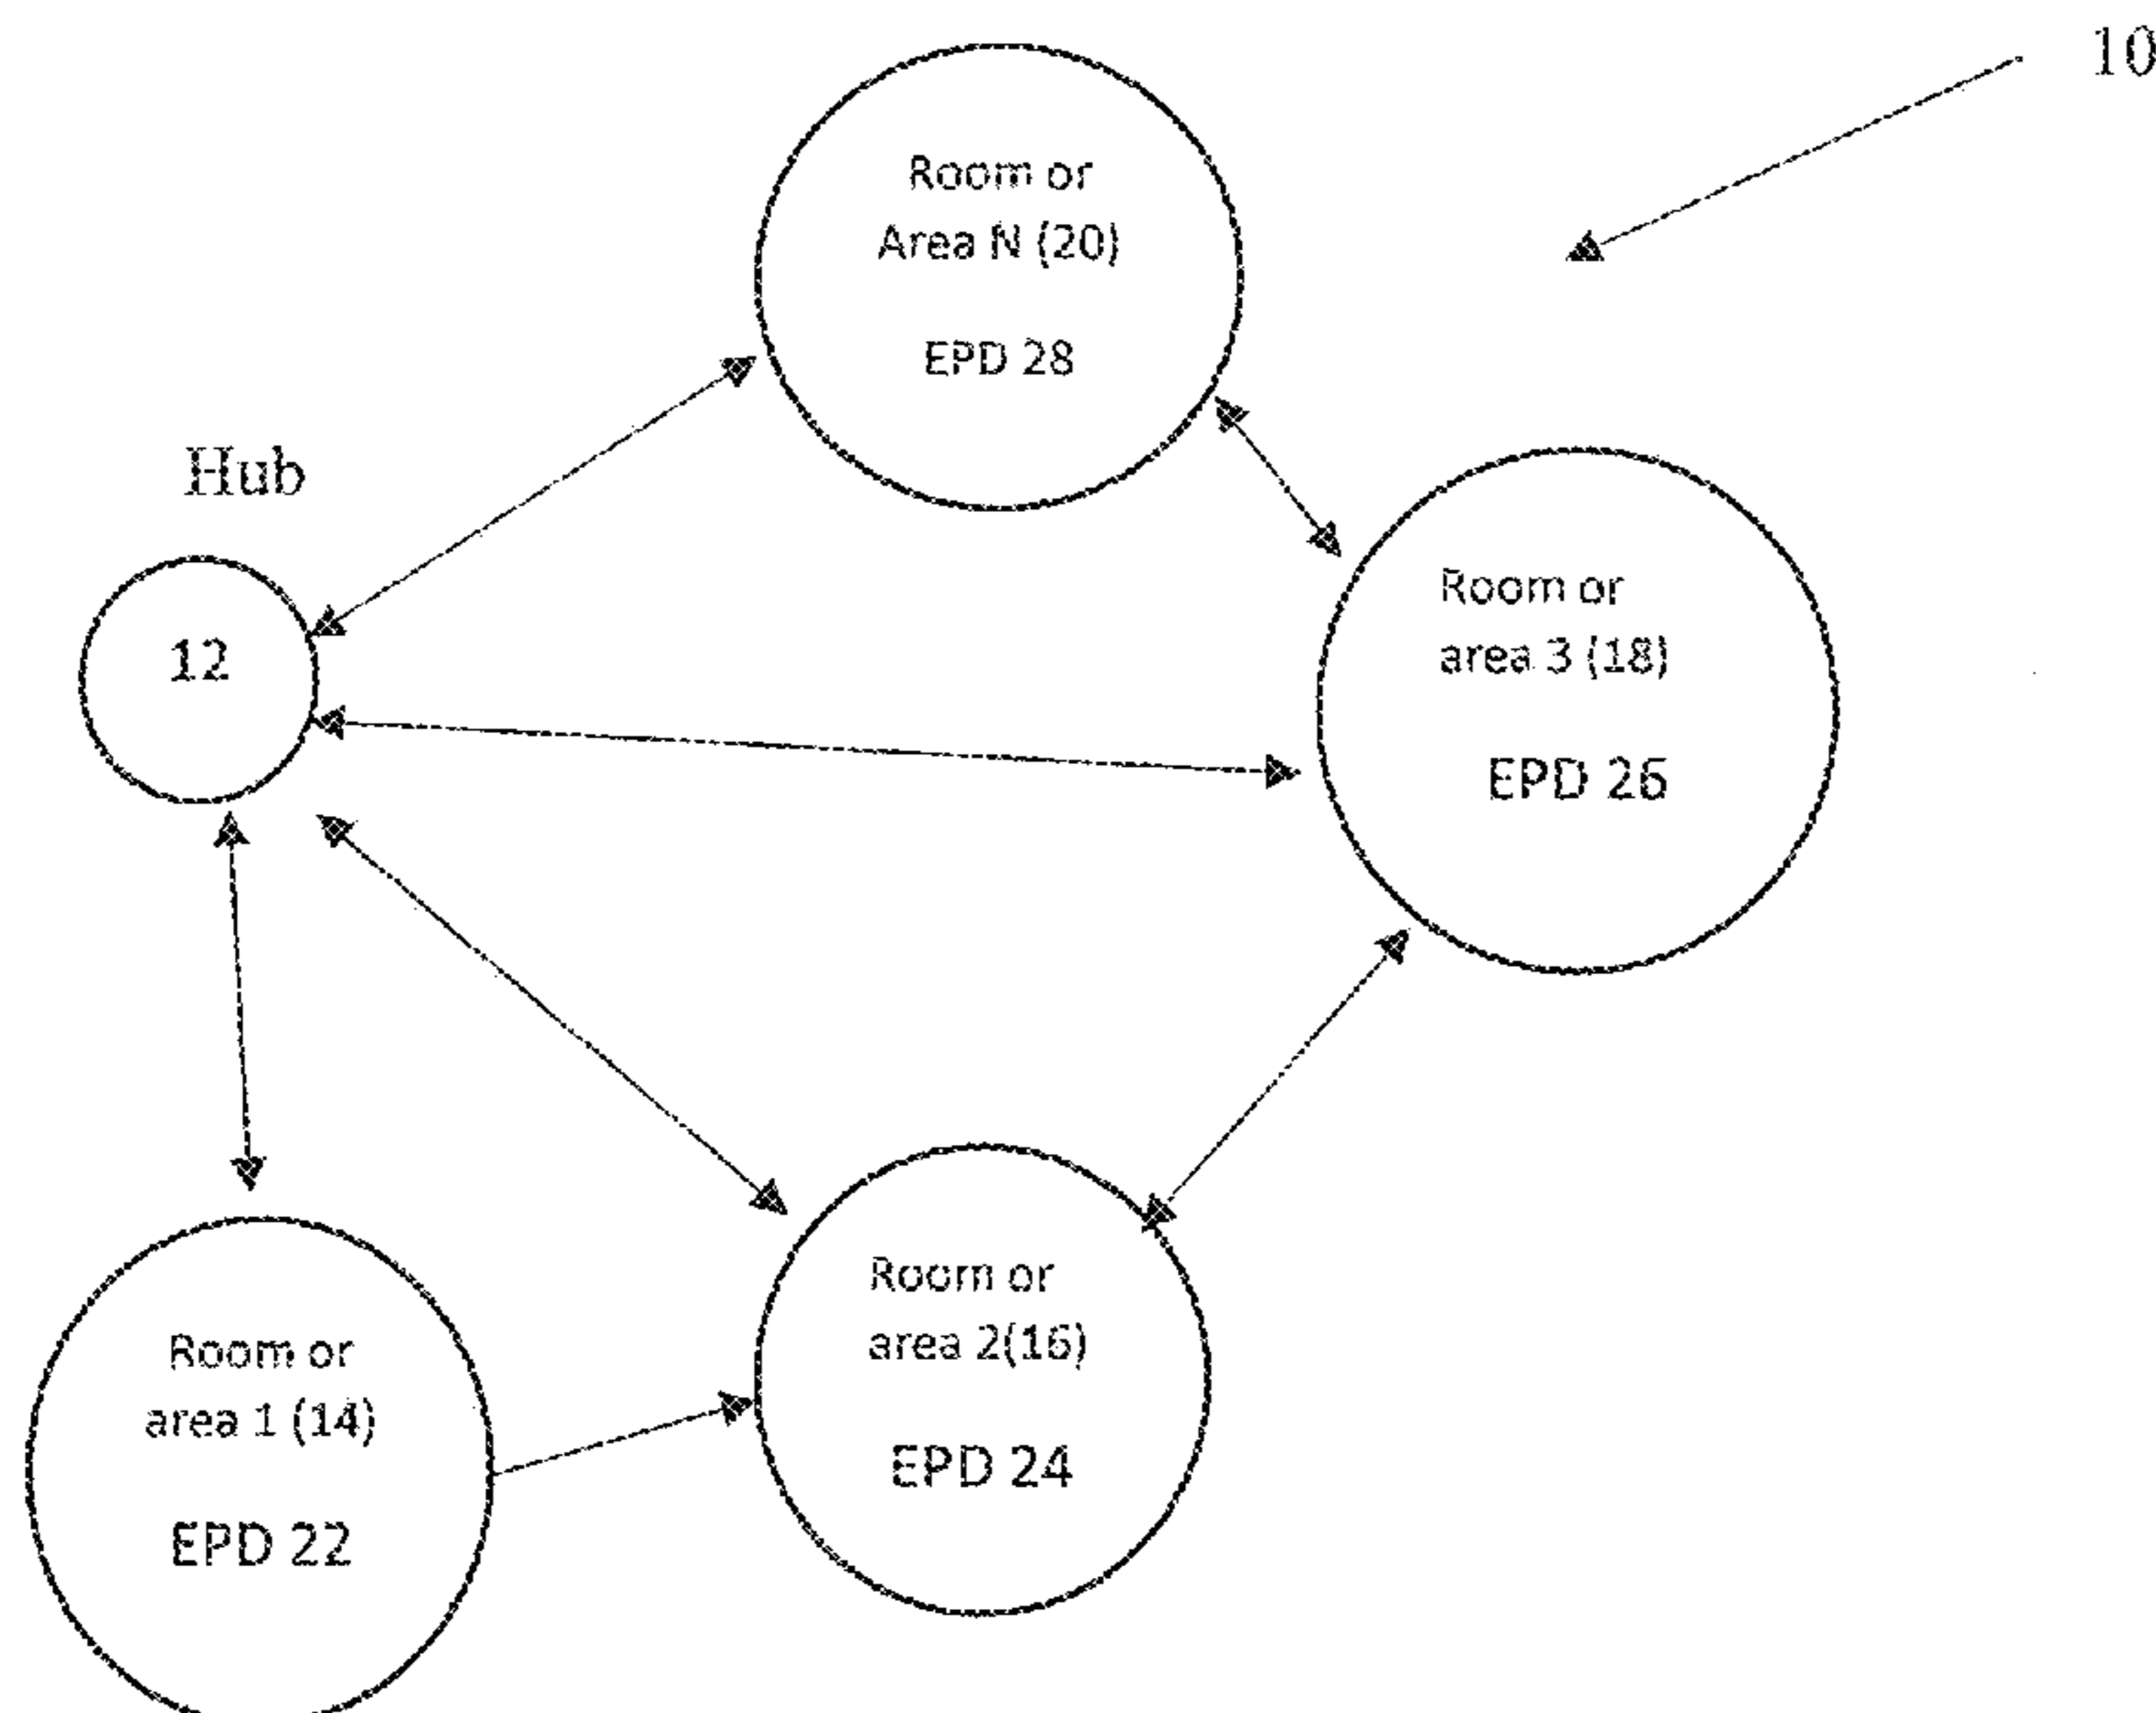 10
Room or
Area N (20)
EPD 28
Hub
12
Room or
area 3 (18)
EPD 26
Room or
area 2(16)
EPD 24
Room or
area 1 (14)
EPD 22